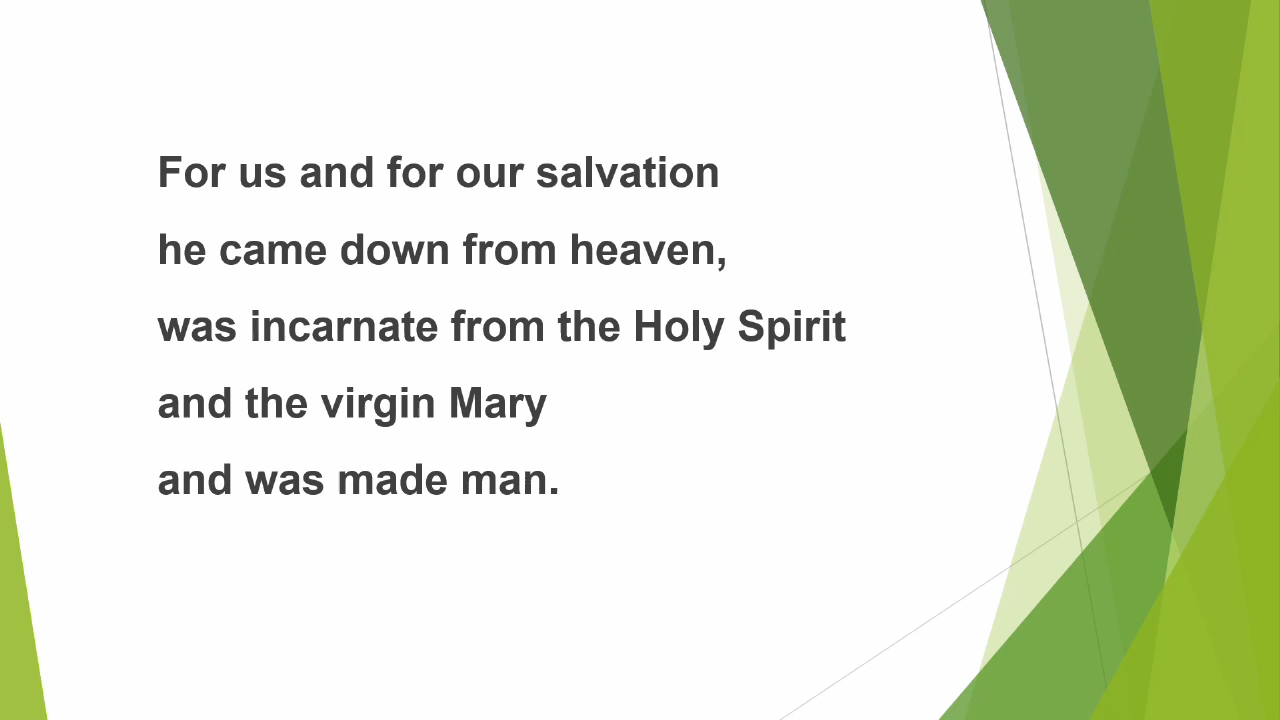 For us and for our salvation
he came down from heaven,
was incarnate from the Holy Spirit
and the virgin Mary
and was made man.